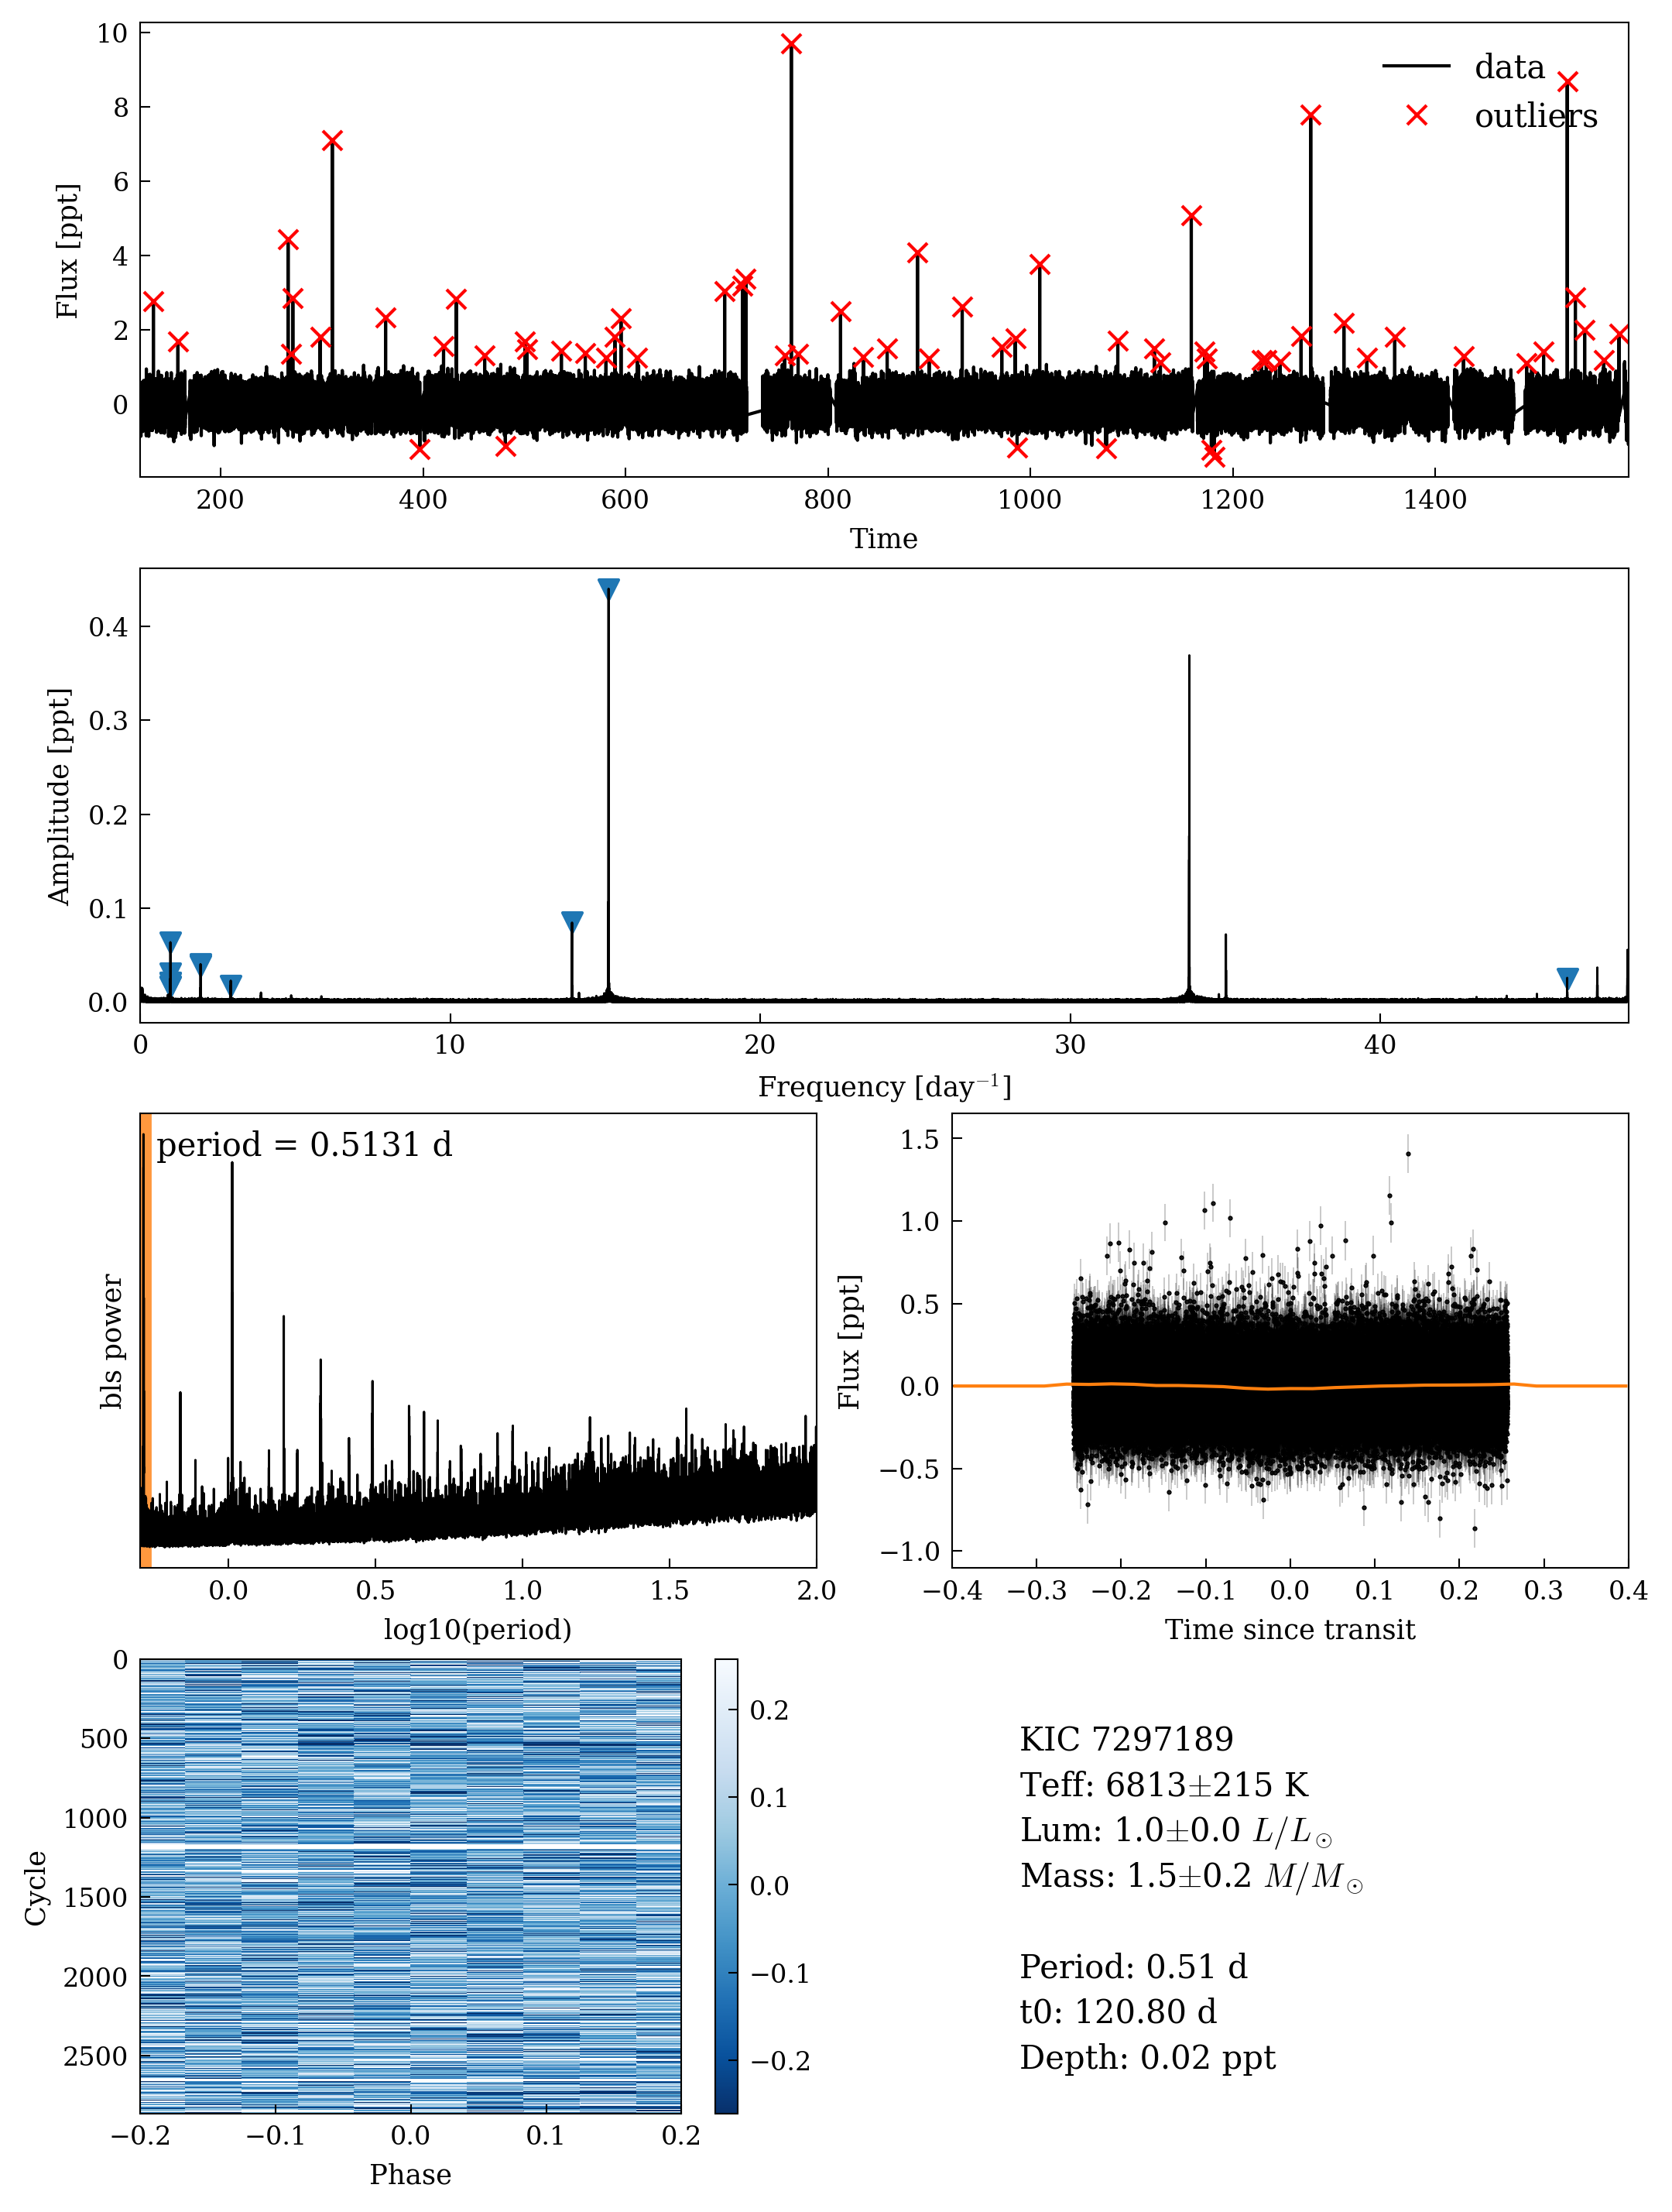 10
8
6
4
2
0
Flux [ppt]
data
outliers
200 400 600 800 1000 1200 1400
Time
0.4
0.3
0.2
0.1
0.0
Amplitude [ppt]
0 10 20 30 40
Frequency [day⁻¹]
period = 0.5131 d
bls power
0.0 0.5 1.0 1.5 2.0
log10(period)
1.5
1.0
0.5
0.0
−0.5
−1.0
Flux [ppt]
−0.4 −0.3 −0.2 −0.1 0.0 0.1 0.2 0.3 0.4
Time since transit
0
500
1000
1500
2000
2500
Cycle
−0.2 −0.1 0.0 0.1 0.2
Phase
0.2
0.1
0.0
−0.1
−0.2
KIC 7297189
Teff: 6813±215 K
Lum: 1.0±0.0 L/L⊙
Mass: 1.5±0.2 M/M⊙
Period: 0.51 d
t0: 120.80 d
Depth: 0.02 ppt